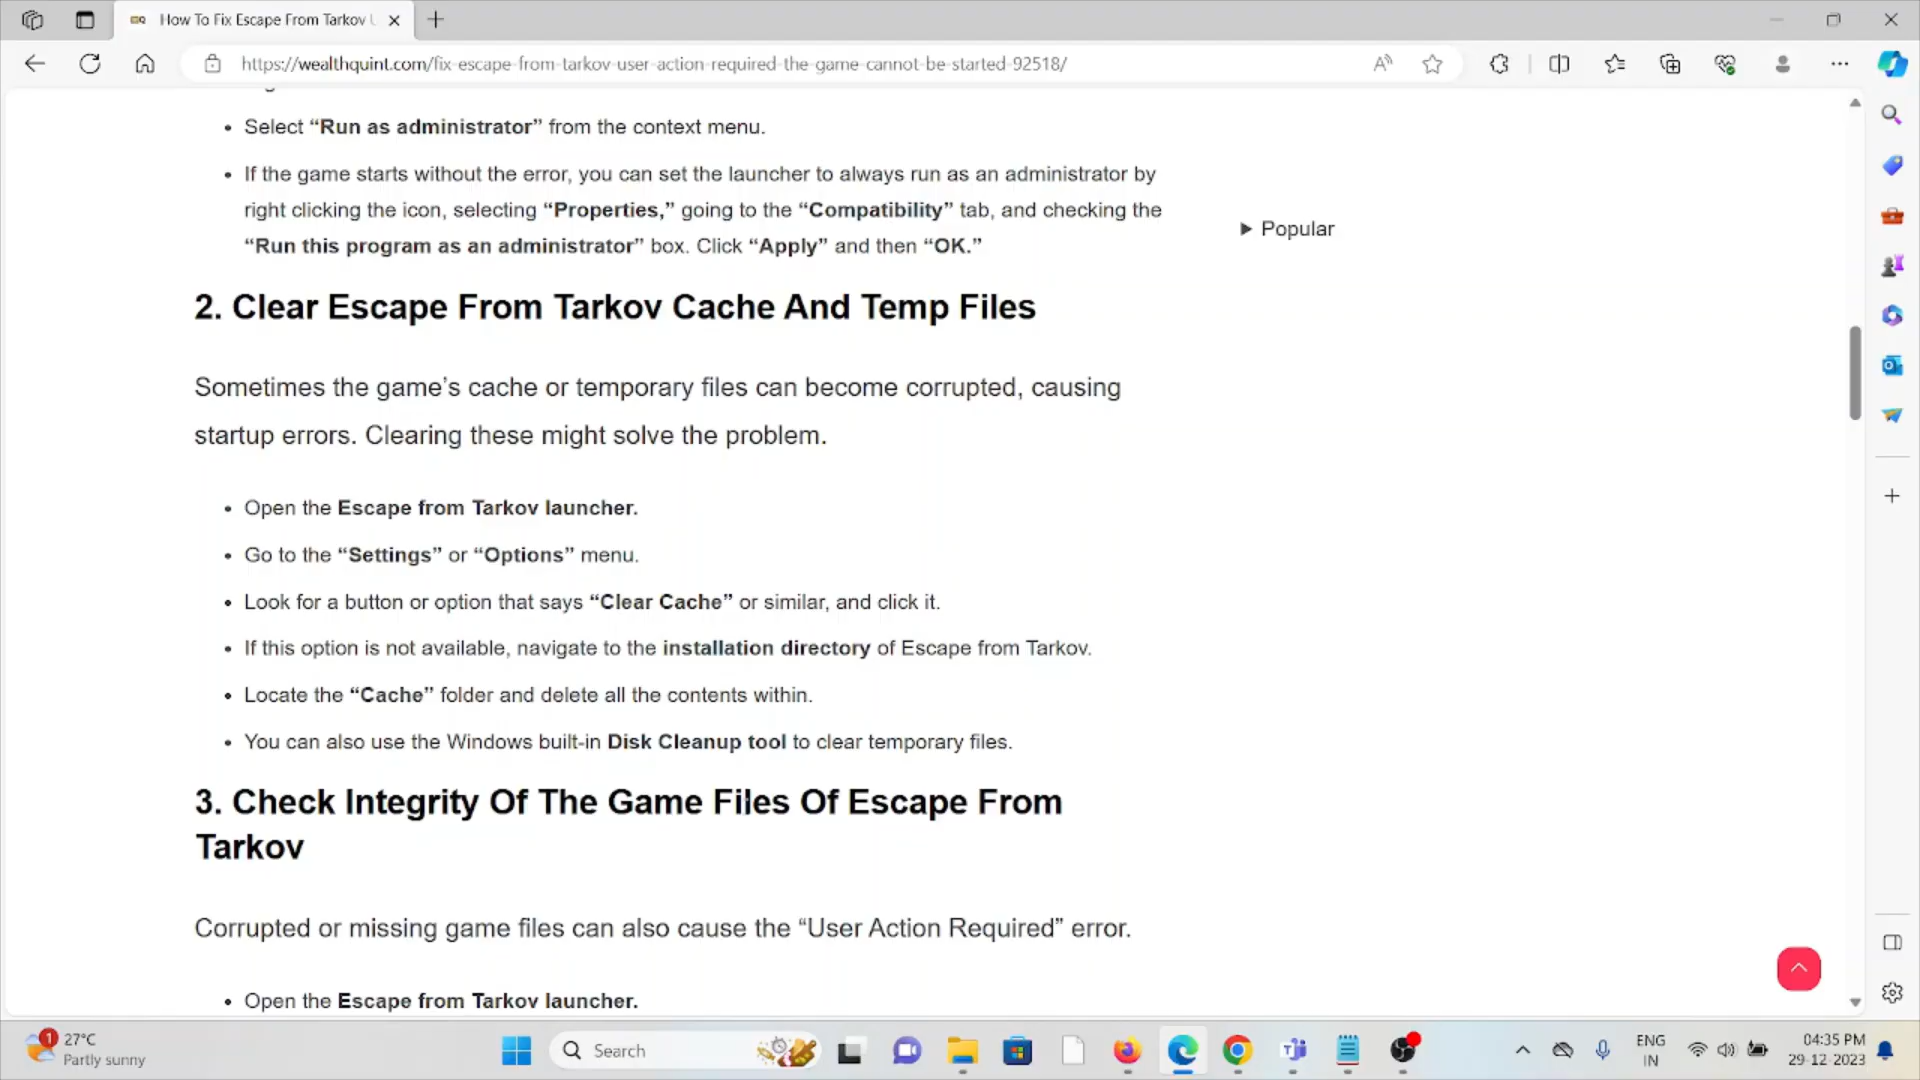 How To Fix Escape From Tarkov U
https://wealthquint.com/fix-escape-from-tarkov-user-action-required-the-game-cannot-be-started-92518/
• Select “Run as administrator” from the context menu.
• If the game starts without the error, you can set the launcher to always run as an administrator by
right clicking the icon, selecting “Properties,” going to the “Compatibility” tab, and checking the
“Run this program as an administrator” box. Click “Apply” and then “OK.”
Popular
2. Clear Escape From Tarkov Cache And Temp Files
Sometimes the game’s cache or temporary files can become corrupted, causing
startup errors. Clearing these might solve the problem.
• Open the Escape from Tarkov launcher.
• Go to the “Settings” or “Options” menu.
• Look for a button or option that says “Clear Cache” or similar, and click it.
• If this option is not available, navigate to the installation directory of Escape from Tarkov.
• Locate the “Cache” folder and delete all the contents within.
• You can also use the Windows built-in Disk Cleanup tool to clear temporary files.
3. Check Integrity Of The Game Files Of Escape From
Tarkov
Corrupted or missing game files can also cause the “User Action Required” error.
• Open the Escape from Tarkov launcher.
1
27°C
Partly sunny
Search
ENG
IN
04:35 PM
29-12-2023